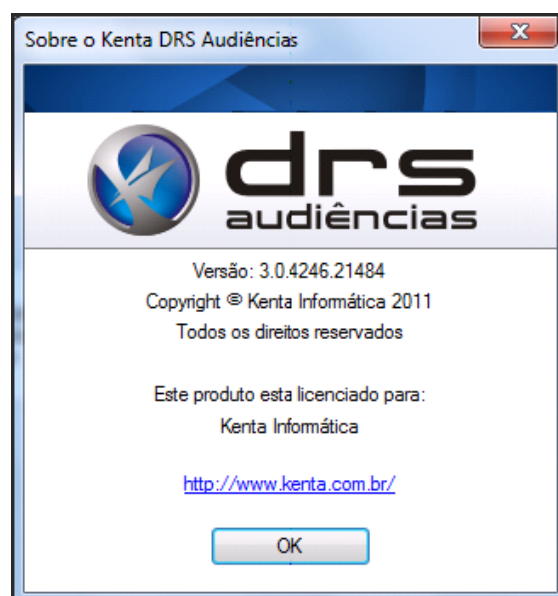 Sobre o Kenta DRS Audiências
drs
audiências
Versão: 3.0.4246.21484
Copyright © Kenta Informática 2011
Todos os direitos reservados
Este produto esta licenciado para:
Kenta Informática
http://www.kenta.com.br/
OK